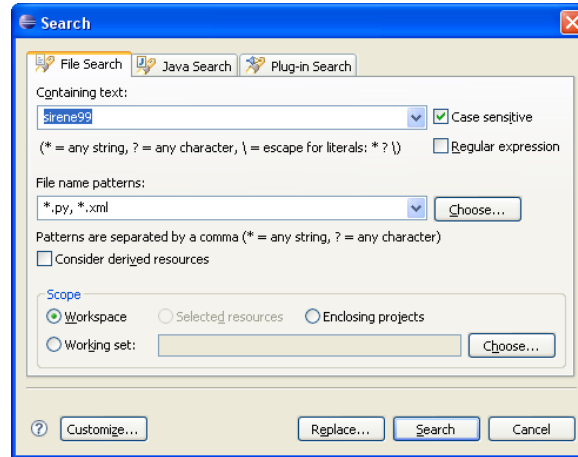 Search
File Search Java Search Plug-in Search
Containing text:
sirene99 Case sensitive
(* = any string, ? = any character, \ = escape for literals: * ? \) Regular expression
File name patterns:
*.py, *.xml Choose...
Patterns are separated by a comma (* = any string, ? = any character)
Consider derived resources
Scope
Workspace Selected resources Enclosing projects
Working set: Choose...
? Customize... Replace... Search Cancel